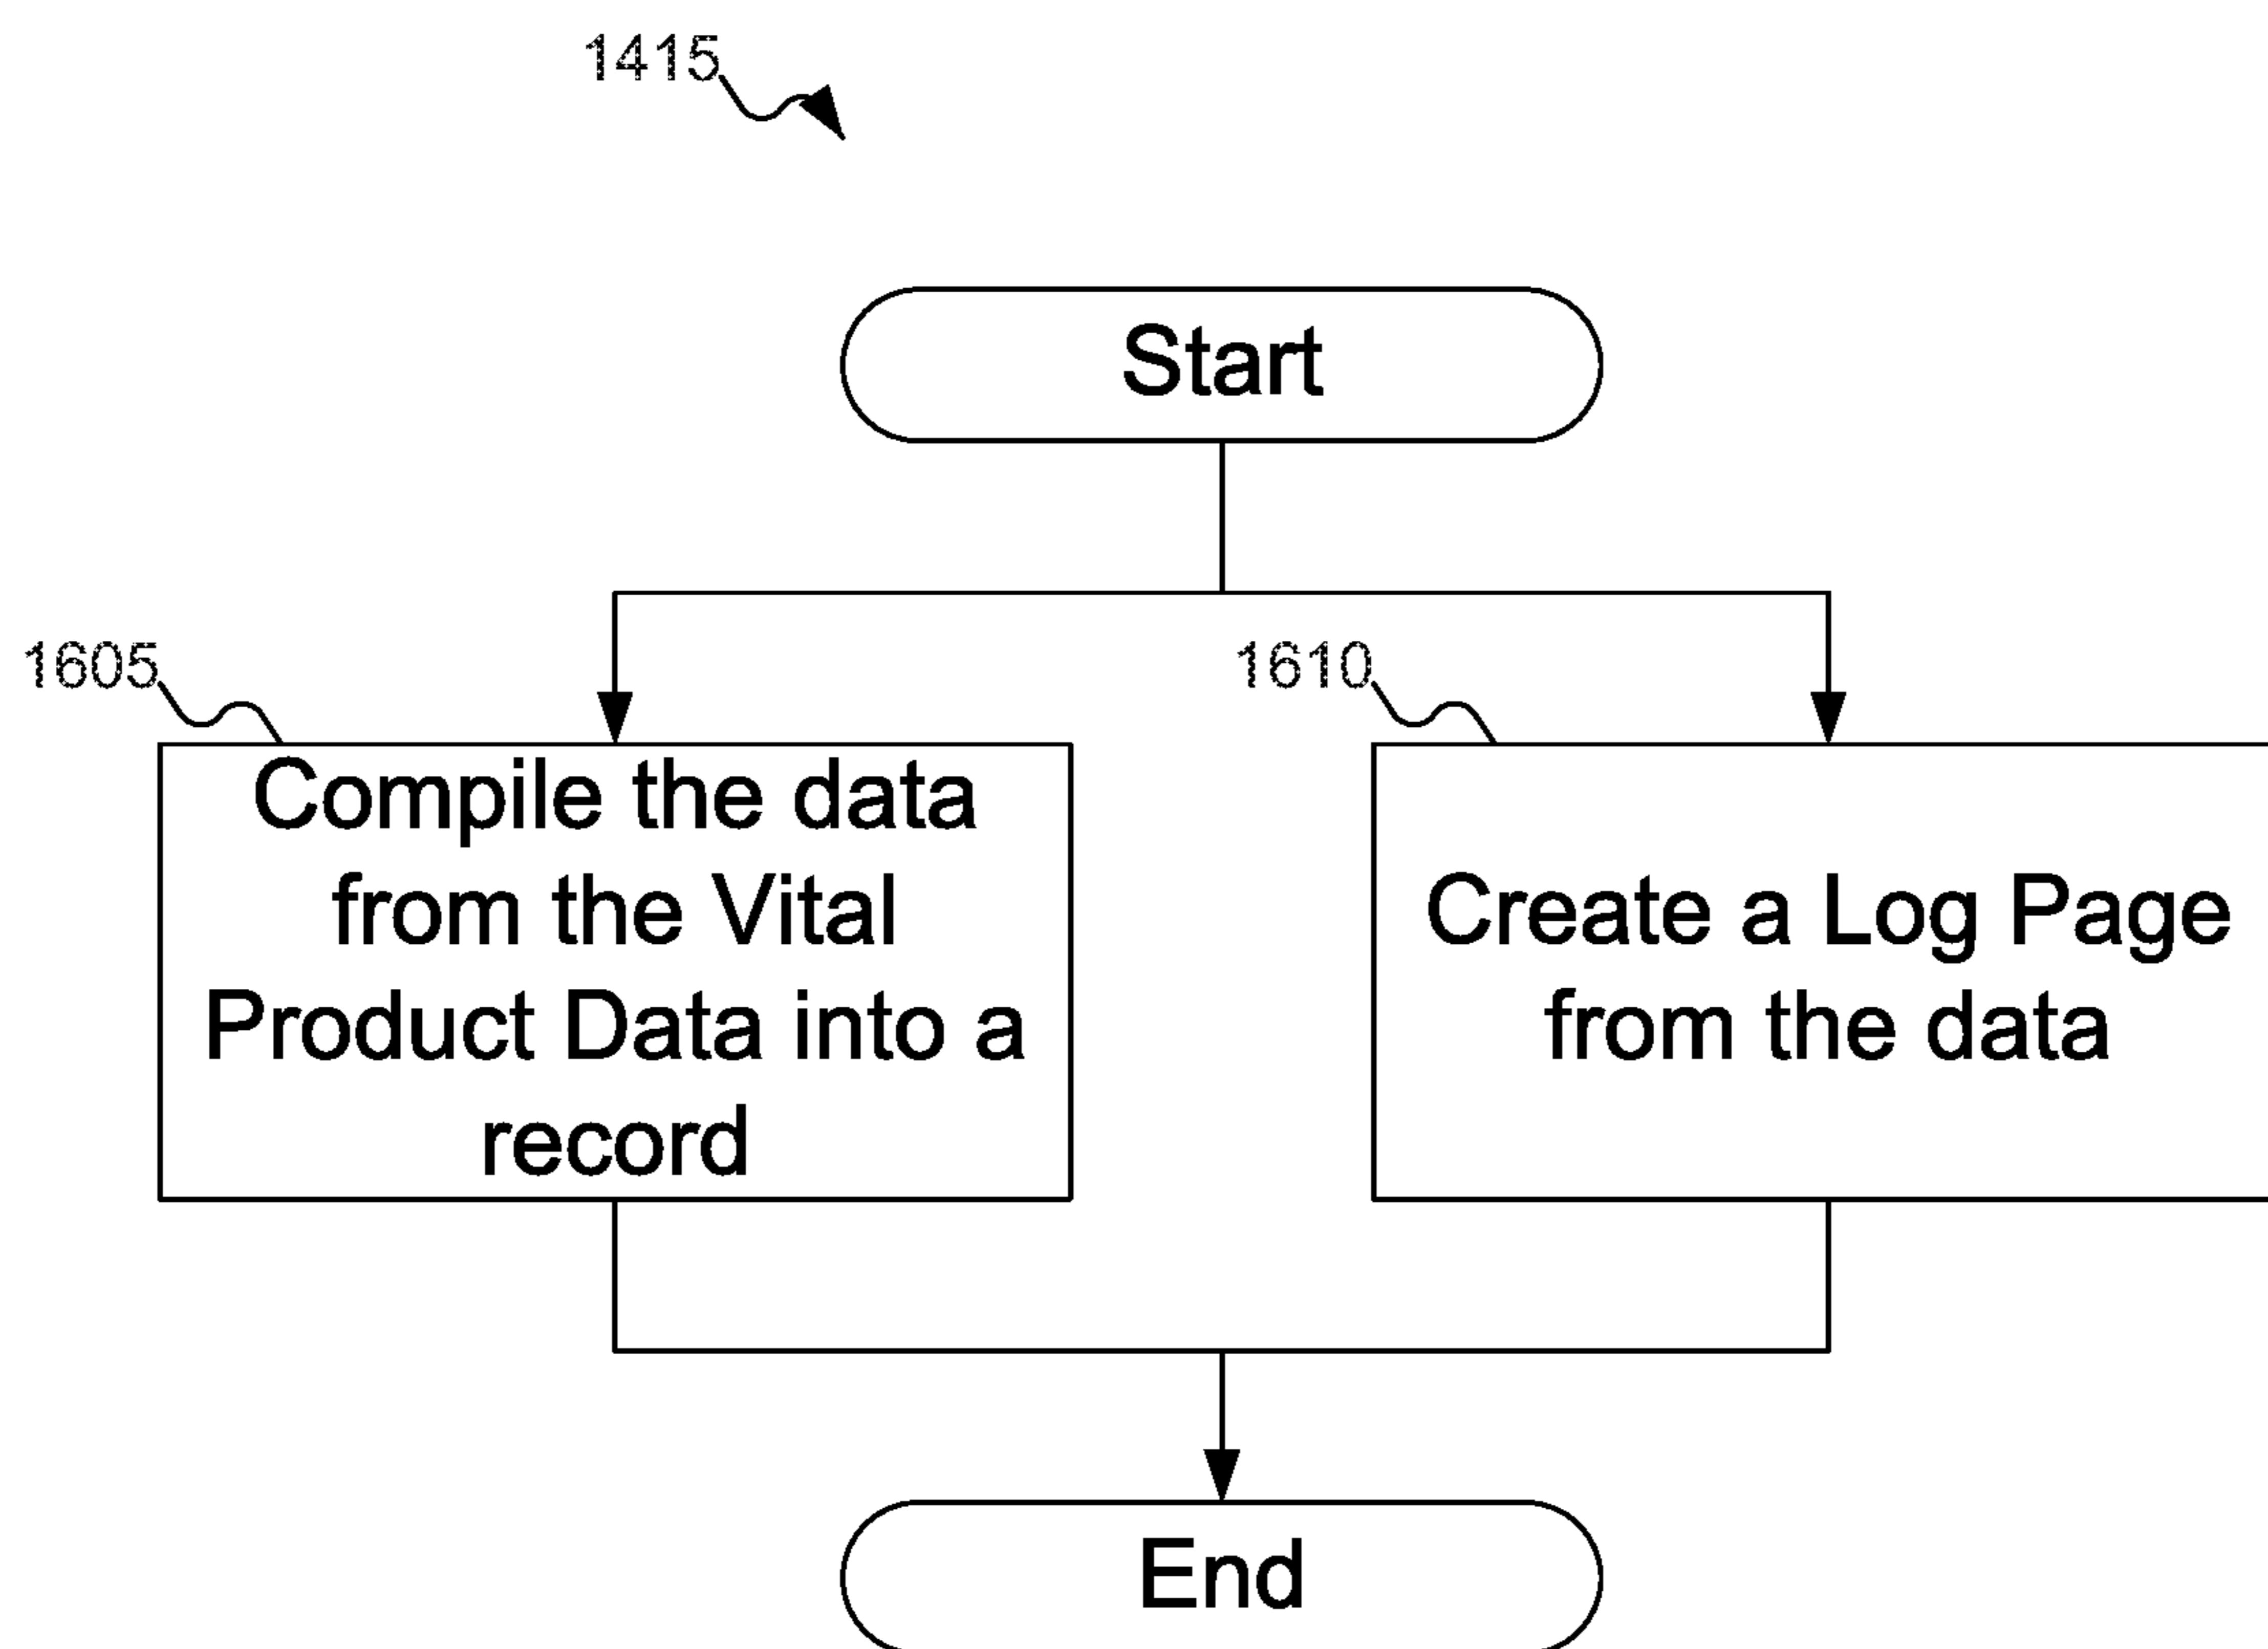 1415
Start
1605
1610
Compile the data
from the Vital
Product Data into a
record
Create a Log Page
from the data
End